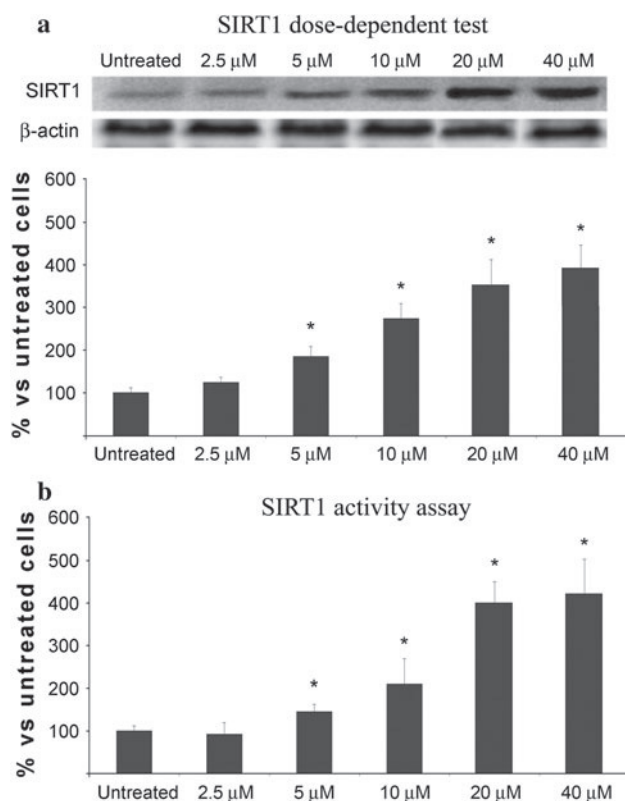 a SIRT1 dose-dependent test
Untreated 2.5 µM 5 µM 10 µM 20 µM 40 µM
SIRT1
β-actin
% vs untreated cells
600
500
400
300
200
100
* * * *
Untreated 2.5 µM 5 µM 10 µM 20 µM 40 µM
b SIRT1 activity assay
% vs untreated cells
600
500
400
300
200
100
* * * *
Untreated 2.5 µM 5 µM 10 µM 20 µM 40 µM